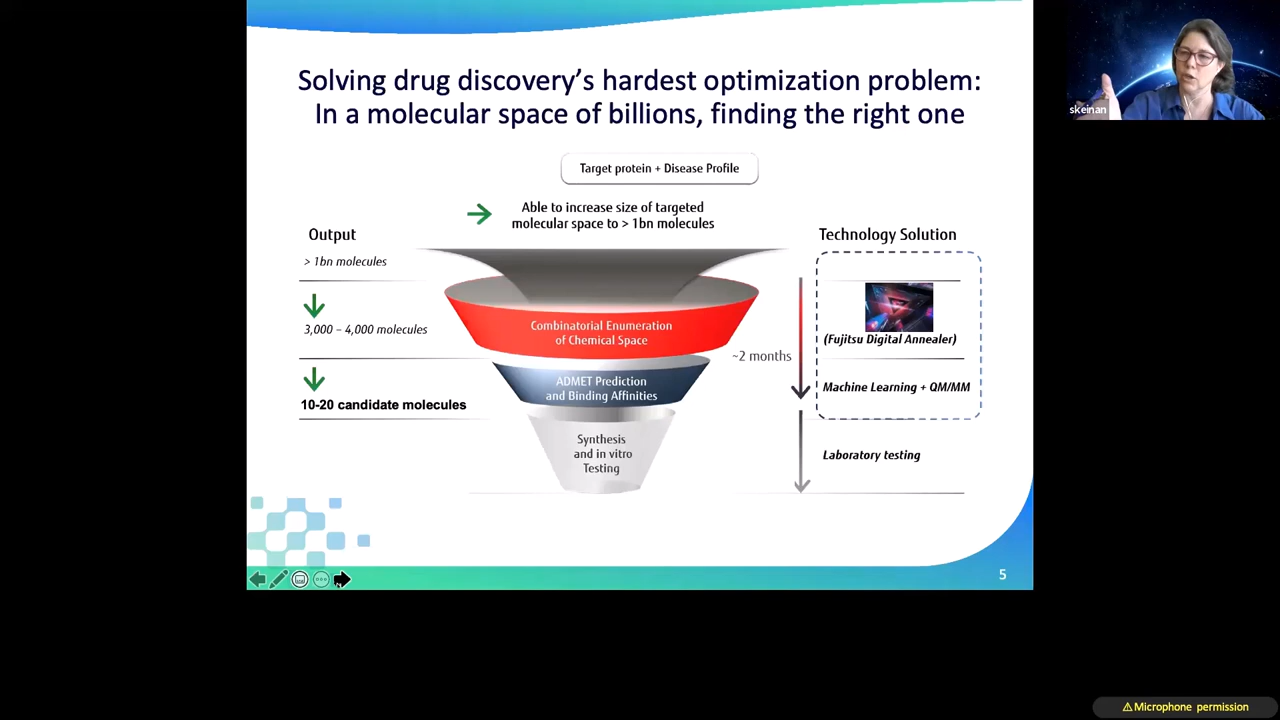 Solving drug discovery's hardest optimization problem:
In a molecular space of billions, finding the right one
skeinan
Target protein + Disease Profile
Able to increase size of targeted
molecular space to > 1bn molecules
Output
Technology Solution
> 1bn molecules
3,000 – 4,000 molecules
Combinatorial Enumeration
of Chemical Space
(Fujitsu Digital Annealer)
~2 months
ADMET Prediction
and Binding Affinities
Machine Learning + QM/MM
10-20 candidate molecules
Synthesis
and in vitro
Testing
Laboratory testing
5
⚠Microphone permission